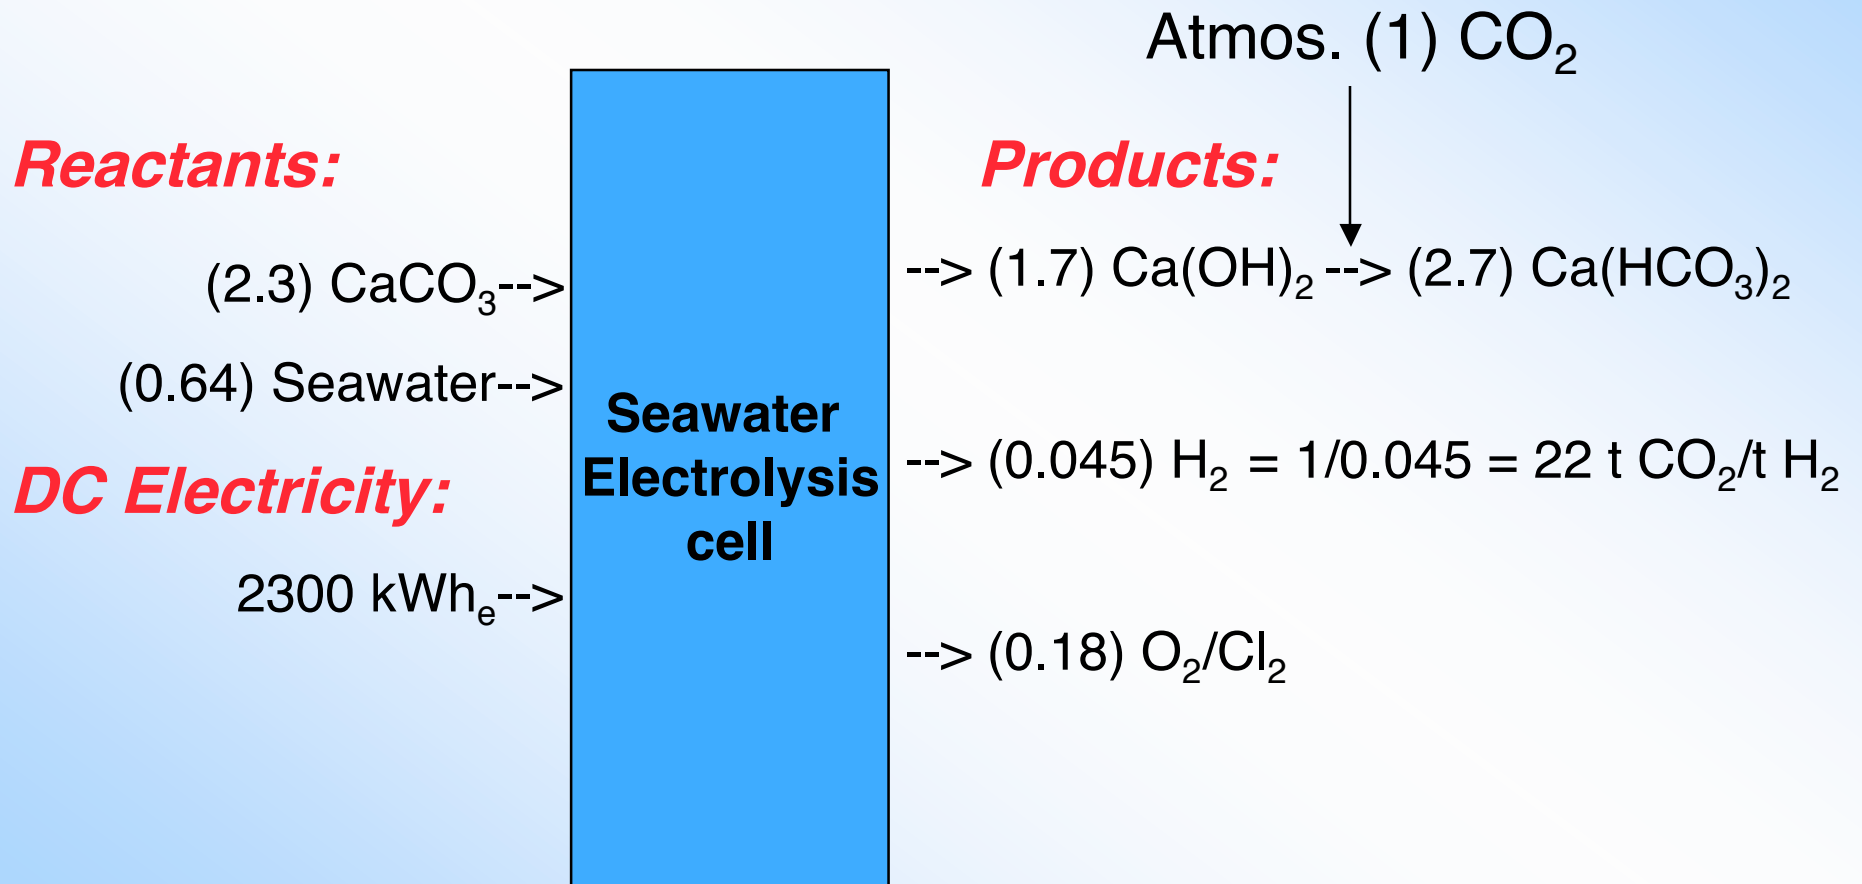 Atmos. (1) CO₂
Reactants:
Products:
(2.3) CaCO₃-->
--> (1.7) Ca(OH)₂ --> (2.7) Ca(HCO₃)₂
(0.64) Seawater-->
Seawater
Electrolysis
cell
--> (0.045) H₂ = 1/0.045 = 22 t CO₂/t H₂
DC Electricity:
2300 kWhₑ-->
--> (0.18) O₂/Cl₂